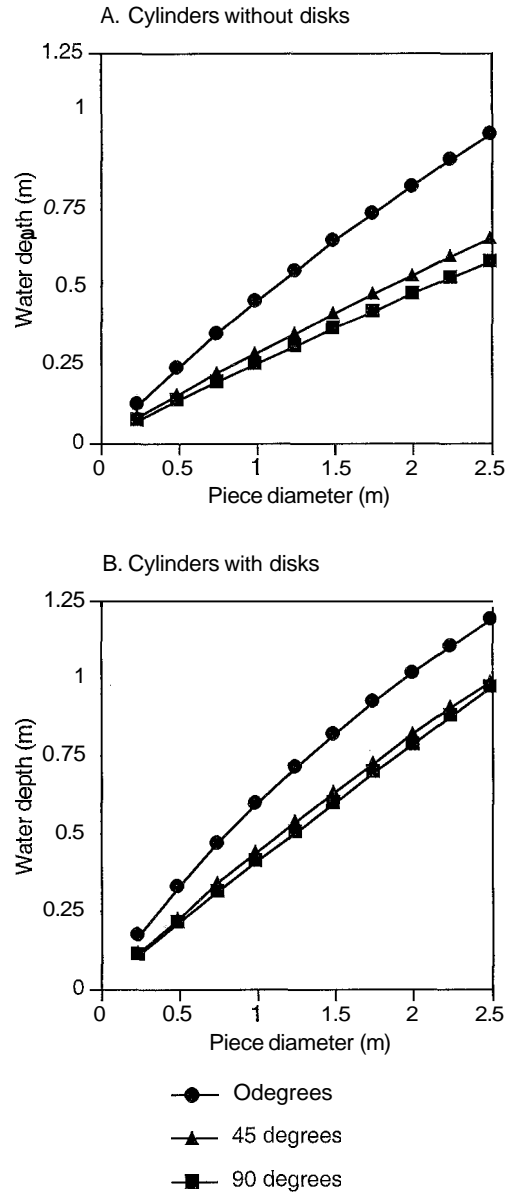 A. Cylinders without disks
1.25
1
0.75
0.5
0.25
0
Water depth (m)
0 0.5 1 1.5 2 2.5
Piece diameter (m)
B. Cylinders with disks
1.25
1
0.75
0.5
0.25
0
Water depth (m)
0 0.5 1 1.5 2 2.5
Piece diameter (m)
Odegrees
45 degrees
90 degrees